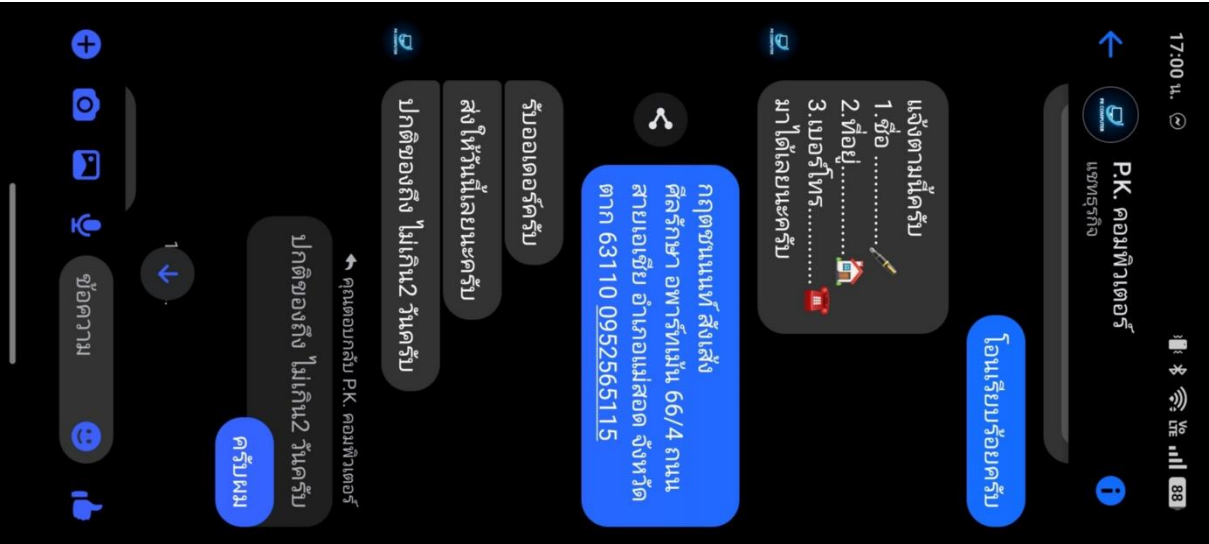 17:00 น.
Vo
LTE
88
P.K. คอมพิวเตอร์
แชทธุรกิจ
PK COMPUTER
โอนเรียบร้อยครับ
แจ้งตามนี้ครับ
1.ชื่อ ................
2.ที่อยู่................
3.เบอร์โทร...........
มาได้เลยนะครับ
กฤตชนนนท์ สังเส้ง
ศีลรักษา อพาร์ทเม้น 66/4 ถนน
สายเอเชีย อำเภอแม่สอด จังหวัด
ตาก 63110 0952565115
รับออเดอร์ครับ
ส่งให้วันนี้เลยนะครับ
ปกติของถึง ไม่เกิน2 วันครับ
คุณตอบกลับ P.K. คอมพิวเตอร์
ปกติของถึง ไม่เกิน2 วันครับ
ครับผม
1
ข้อความ